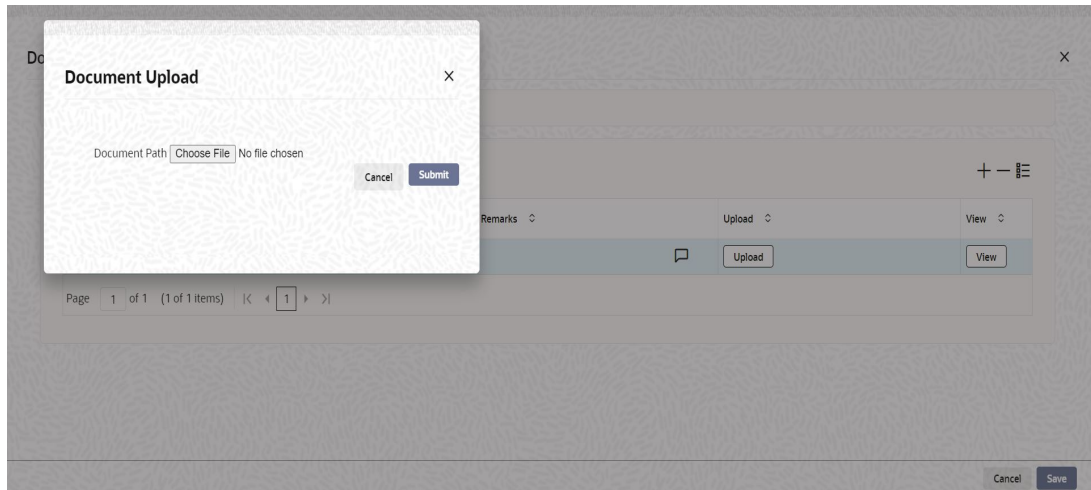 Do
Document Upload
Document Path Choose File No file chosen
Cancel Submit
Remarks Upload View
Upload View
Page 1 of 1 (1 of 1 items) 1
Cancel Save